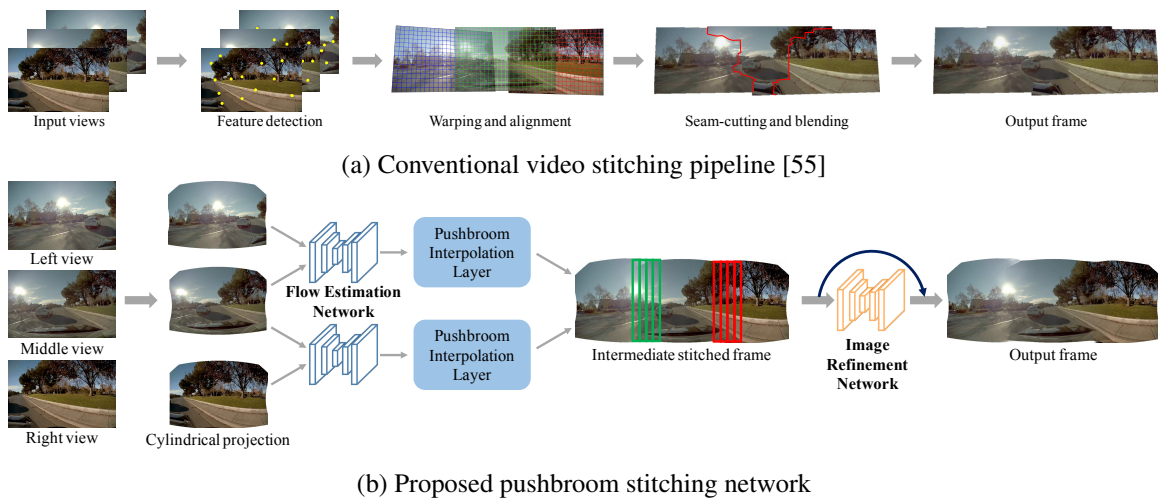 Input views
Feature detection
Warping and alignment
Seam-cutting and blending
Output frame
(a) Conventional video stitching pipeline [55]
Left view
Middle view
Right view
Cylindrical projection
Flow Estimation
Network
Pushbroom
Interpolation
Layer
Pushbroom
Interpolation
Layer
Intermediate stitched frame
Image
Refinement
Network
Output frame
(b) Proposed pushbroom stitching network